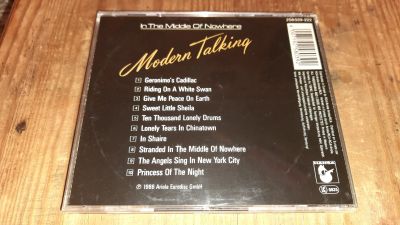 In The Middle Of Nowhere
258039-222
Modern Talking
1 Geronimo's Cadillac
2 Riding On A White Swan
3 Give Me Peace On Earth
4 Sweet Little Sheila
5 Ten Thousand Lonely Drums
6 Lonely Tears In Chinatown
7 In Shaire
8 Stranded In The Middle Of Nowhere
9 The Angels Sing In New York City
10 Princess Of The Night
℗ 1986 Ariola Eurodisc GmbH